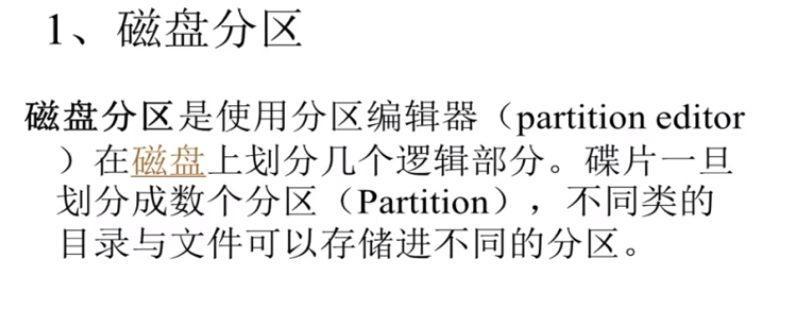 1、磁盘分区
磁盘分区是使用分区编辑器（partition editor
）在磁盘上划分几个逻辑部分。碟片一旦
划分成数个分区（Partition），不同类的
目录与文件可以存储进不同的分区。